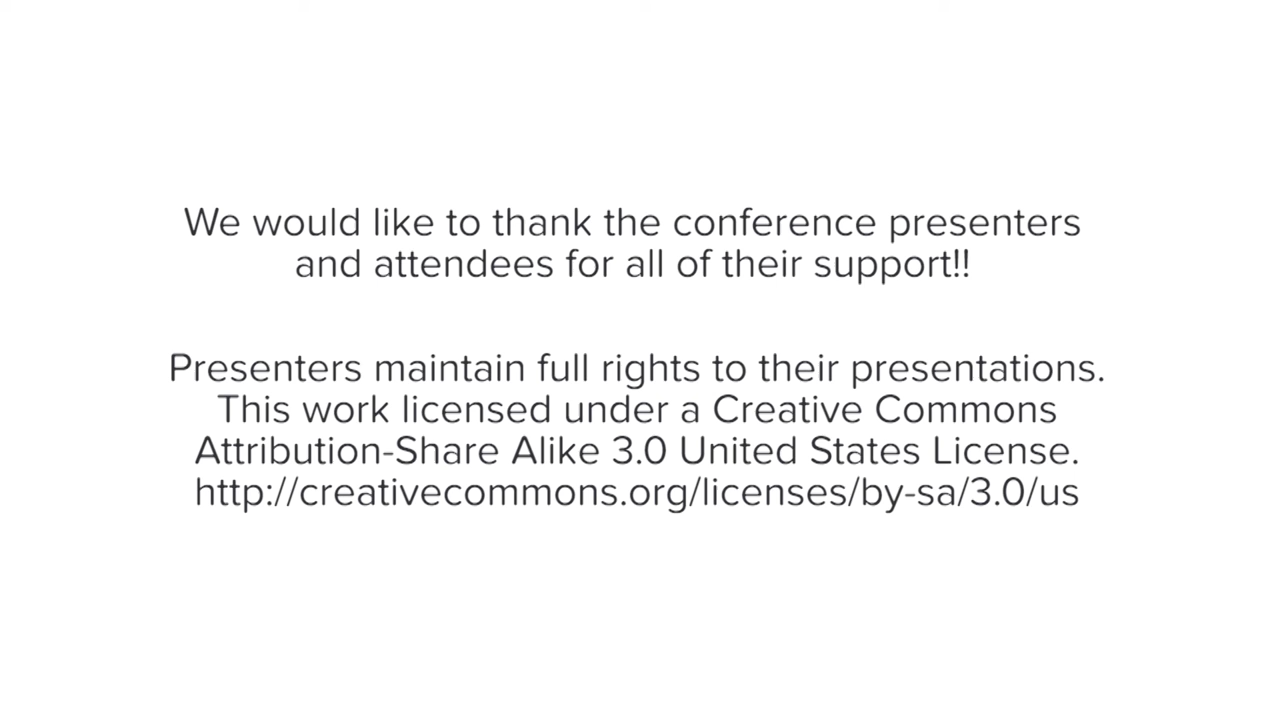 We would like to thank the conference presenters
and attendees for all of their support!!
Presenters maintain full rights to their presentations.
This work licensed under a Creative Commons
Attribution-Share Alike 3.0 United States License.
http://creativecommons.org/licenses/by-sa/3.0/us